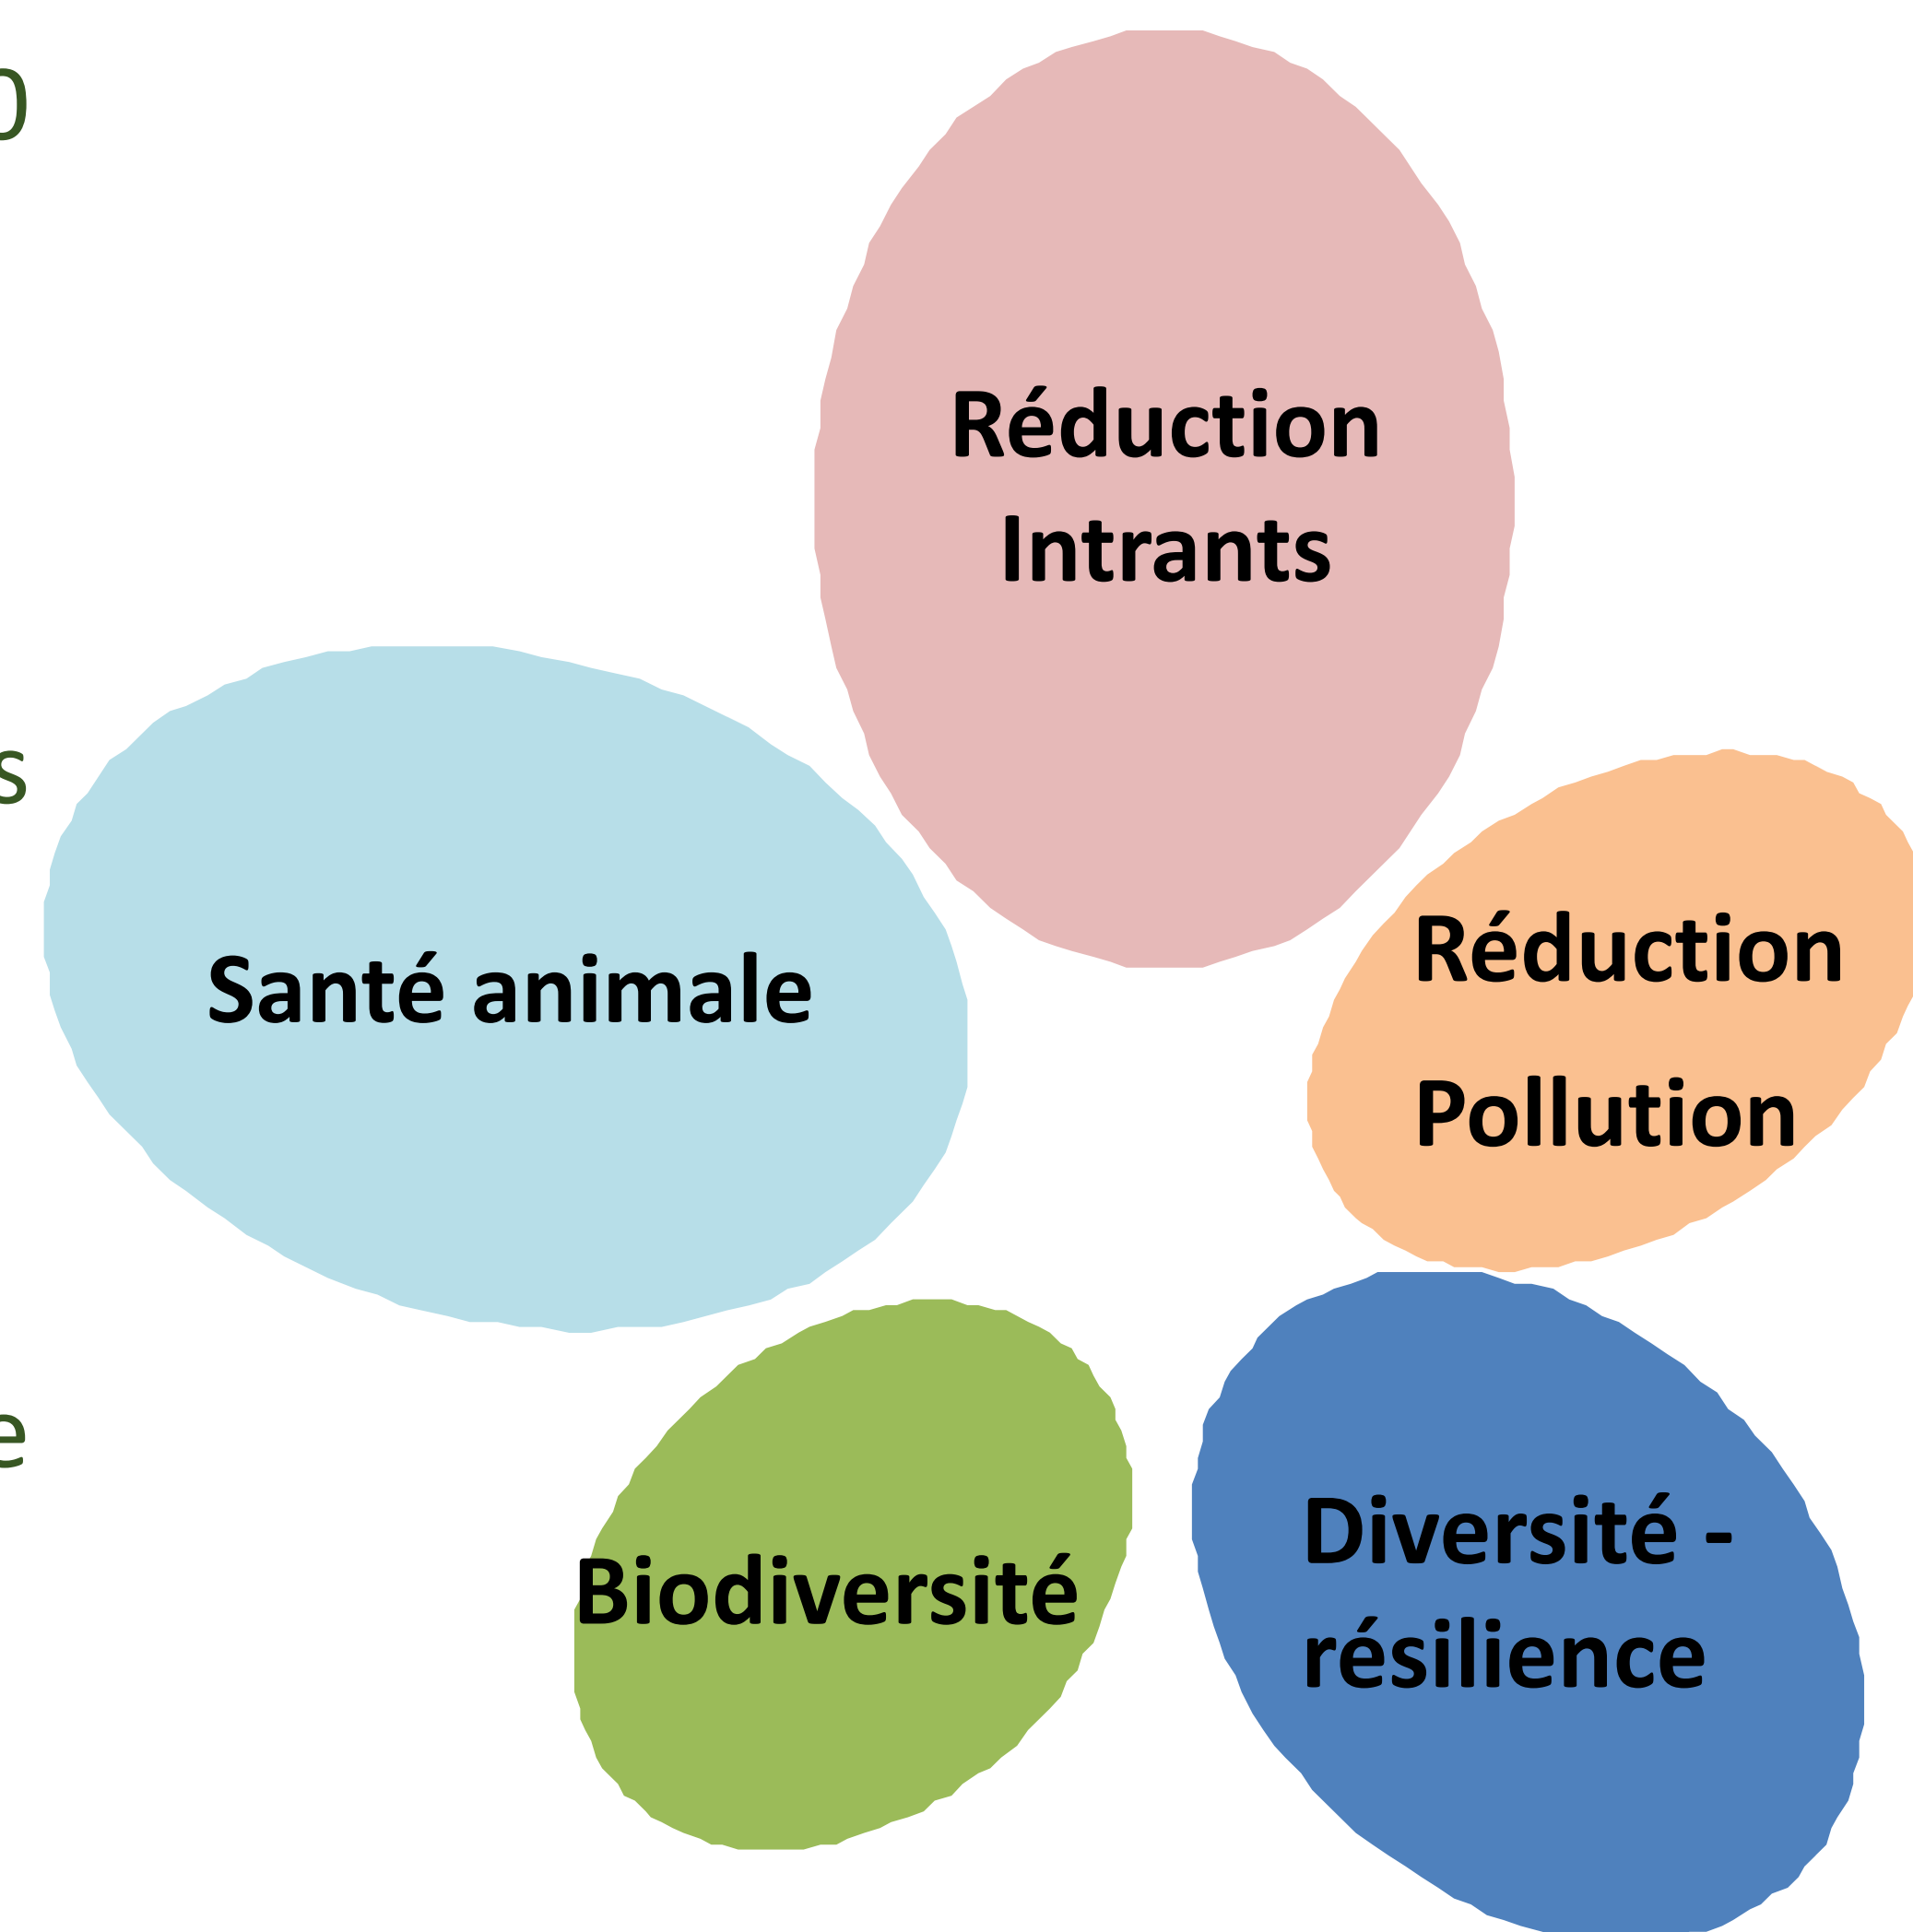 Réduction
Intrants
Santé animale
Réduction
Pollution
Biodiversité
Diversité -
résilience